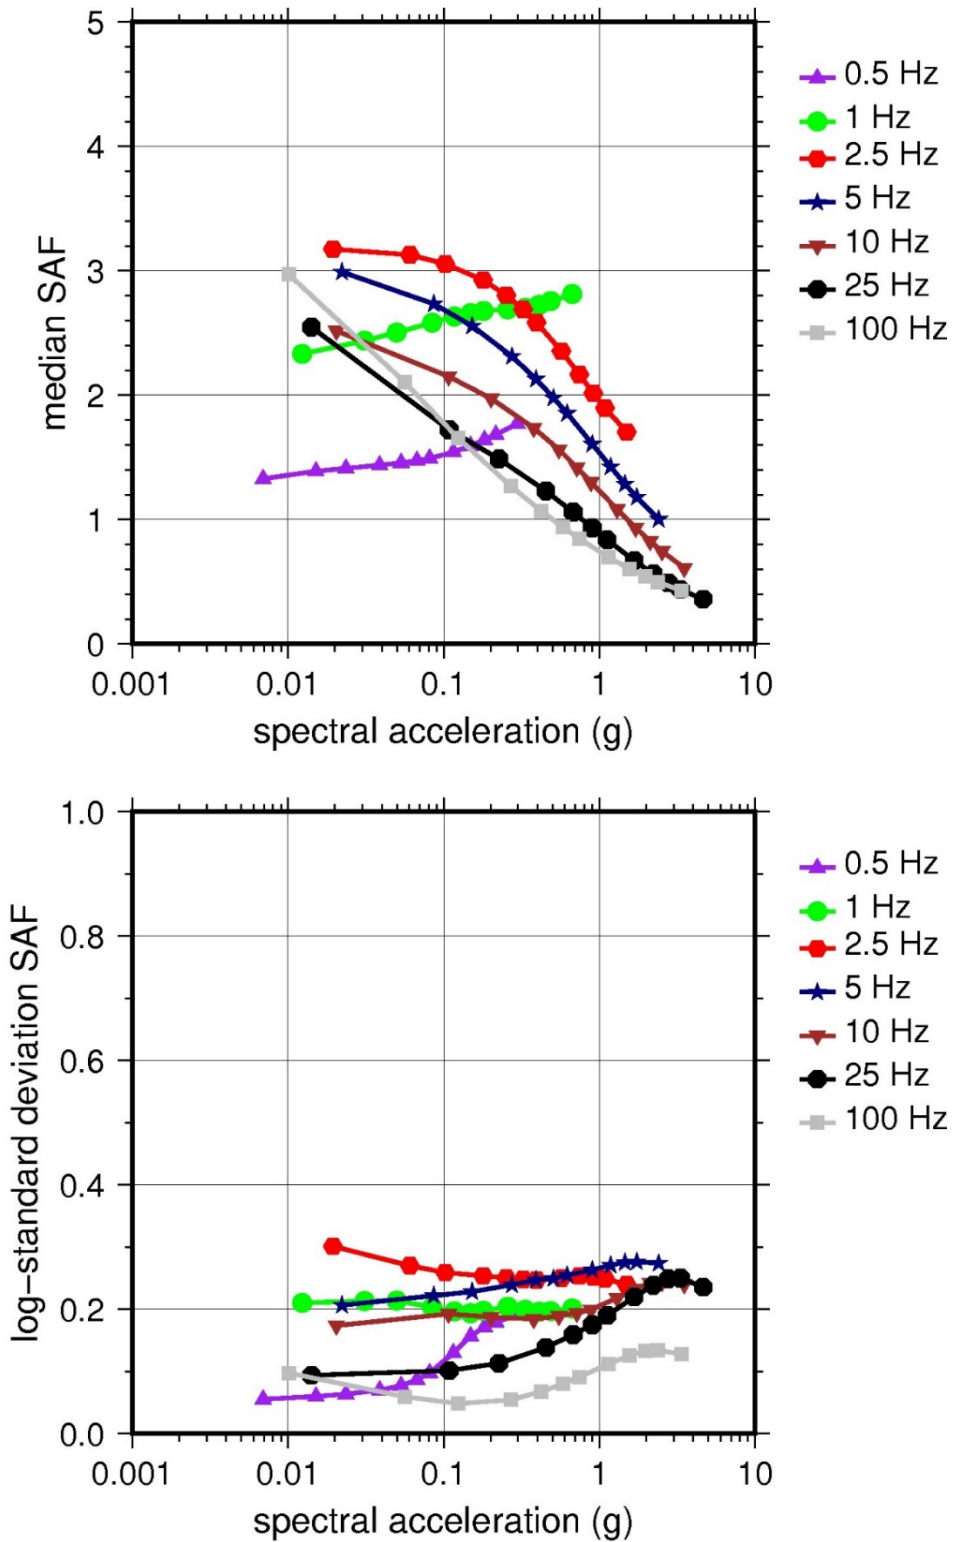 5
4
3
2
1
0
median SAF
0.001 0.01 0.1 1 10
spectral acceleration (g)
0.5 Hz
1 Hz
2.5 Hz
5 Hz
10 Hz
25 Hz
100 Hz
1.0
0.8
0.6
0.4
0.2
0.0
log–standard deviation SAF
0.001 0.01 0.1 1 10
spectral acceleration (g)
0.5 Hz
1 Hz
2.5 Hz
5 Hz
10 Hz
25 Hz
100 Hz